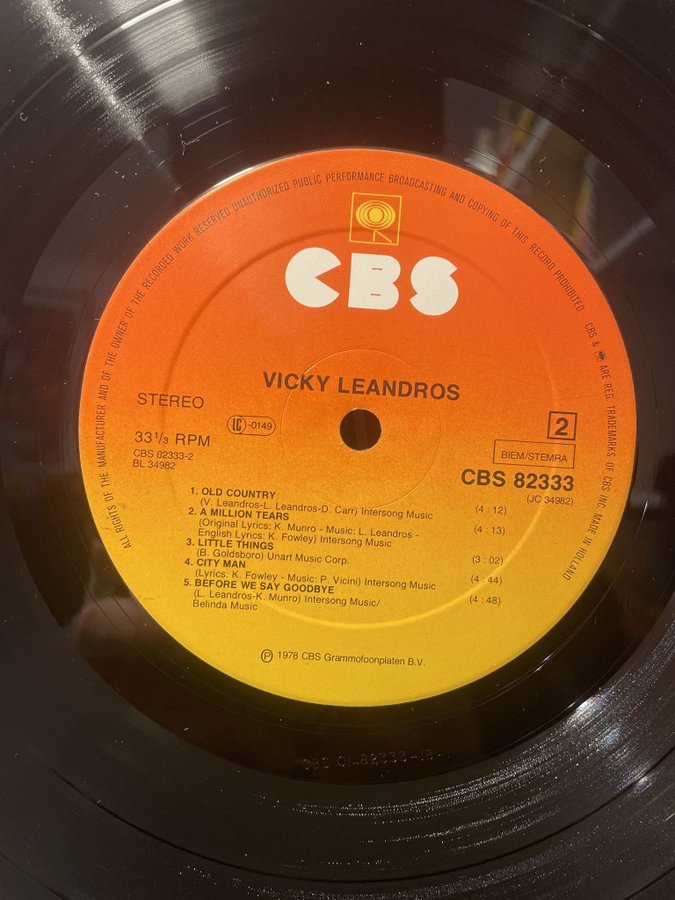 ALL RIGHTS OF THE MANUFACTURER AND OF THE OWNER OF THE RECORDED WORK RESERVED UNAUTHORIZED PUBLIC PERFORMANCE BROADCASTING AND COPYING OF THIS RECORD PROHIBITED CBS & ARE REG. TRADEMARKS OF CBS INC. MADE IN HOLLAND
CBS
VICKY LEANDROS
STEREO
LC-0149
2
33 1/3 RPM
BIEM/STEMRA
CBS 82333-2
CBS 82333
BL 34982
(JC 34982)
1. OLD COUNTRY
(V. Leandros-L. Leandros-D. Carr) Intersong Music (4 : 12)
2. A MILLION TEARS
(Original Lyrics: K. Munro - Music: L. Leandros - (4 : 13)
English Lyrics: K. Fowley) Intersong Music
3. LITTLE THINGS
(B. Goldsboro) Unart Music Corp. (3 : 02)
4. CITY MAN
(Lyrics: K. Fowley - Music: P. Vicini) Intersong Music (4 : 44)
5. BEFORE WE SAY GOODBYE
(L. Leandros-K. Munro) Intersong Music/ (4 : 48)
Belinda Music
℗ 1978 CBS Grammofoonplaten B.V.